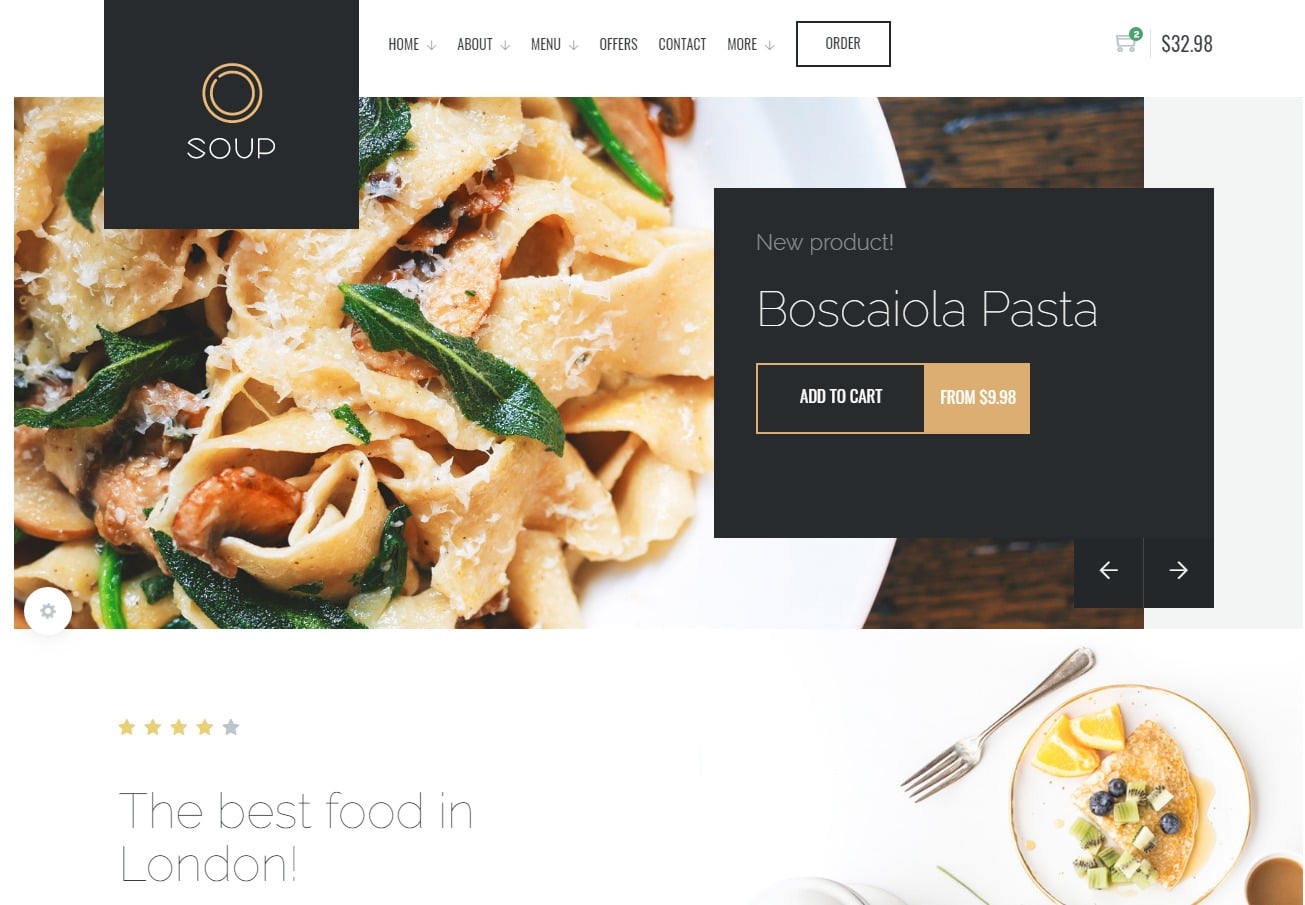 SOUP
HOME ABOUT MENU OFFERS CONTACT MORE ORDER 2 $32.98
New product!
Boscaiola Pasta
ADD TO CART FROM $9.98
The best food in
London!